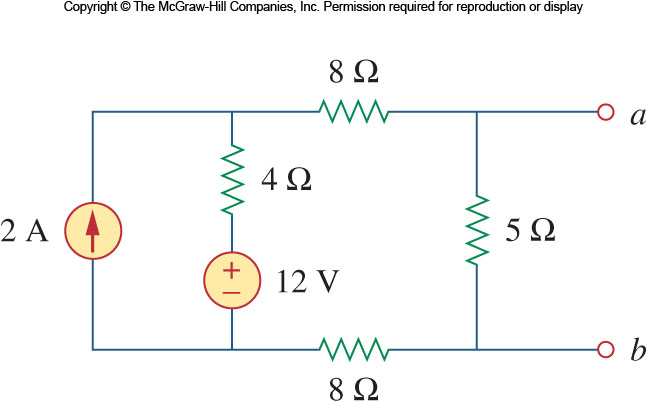 Copyright © The McGraw-Hill Companies, Inc. Permission required for reproduction or display
8 Ω
a
4 Ω
2 A
5 Ω
+
12 V
−
b
8 Ω